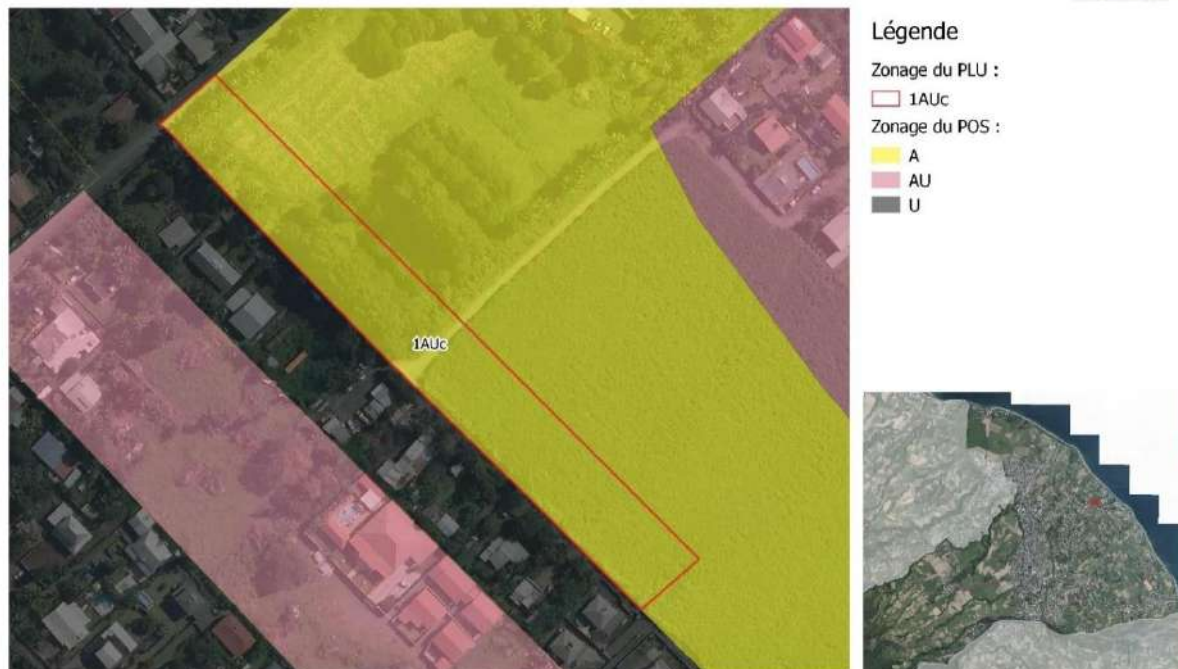 Légende
Zonage du PLU :
1AUc
Zonage du POS :
A
AU
U
1AUc